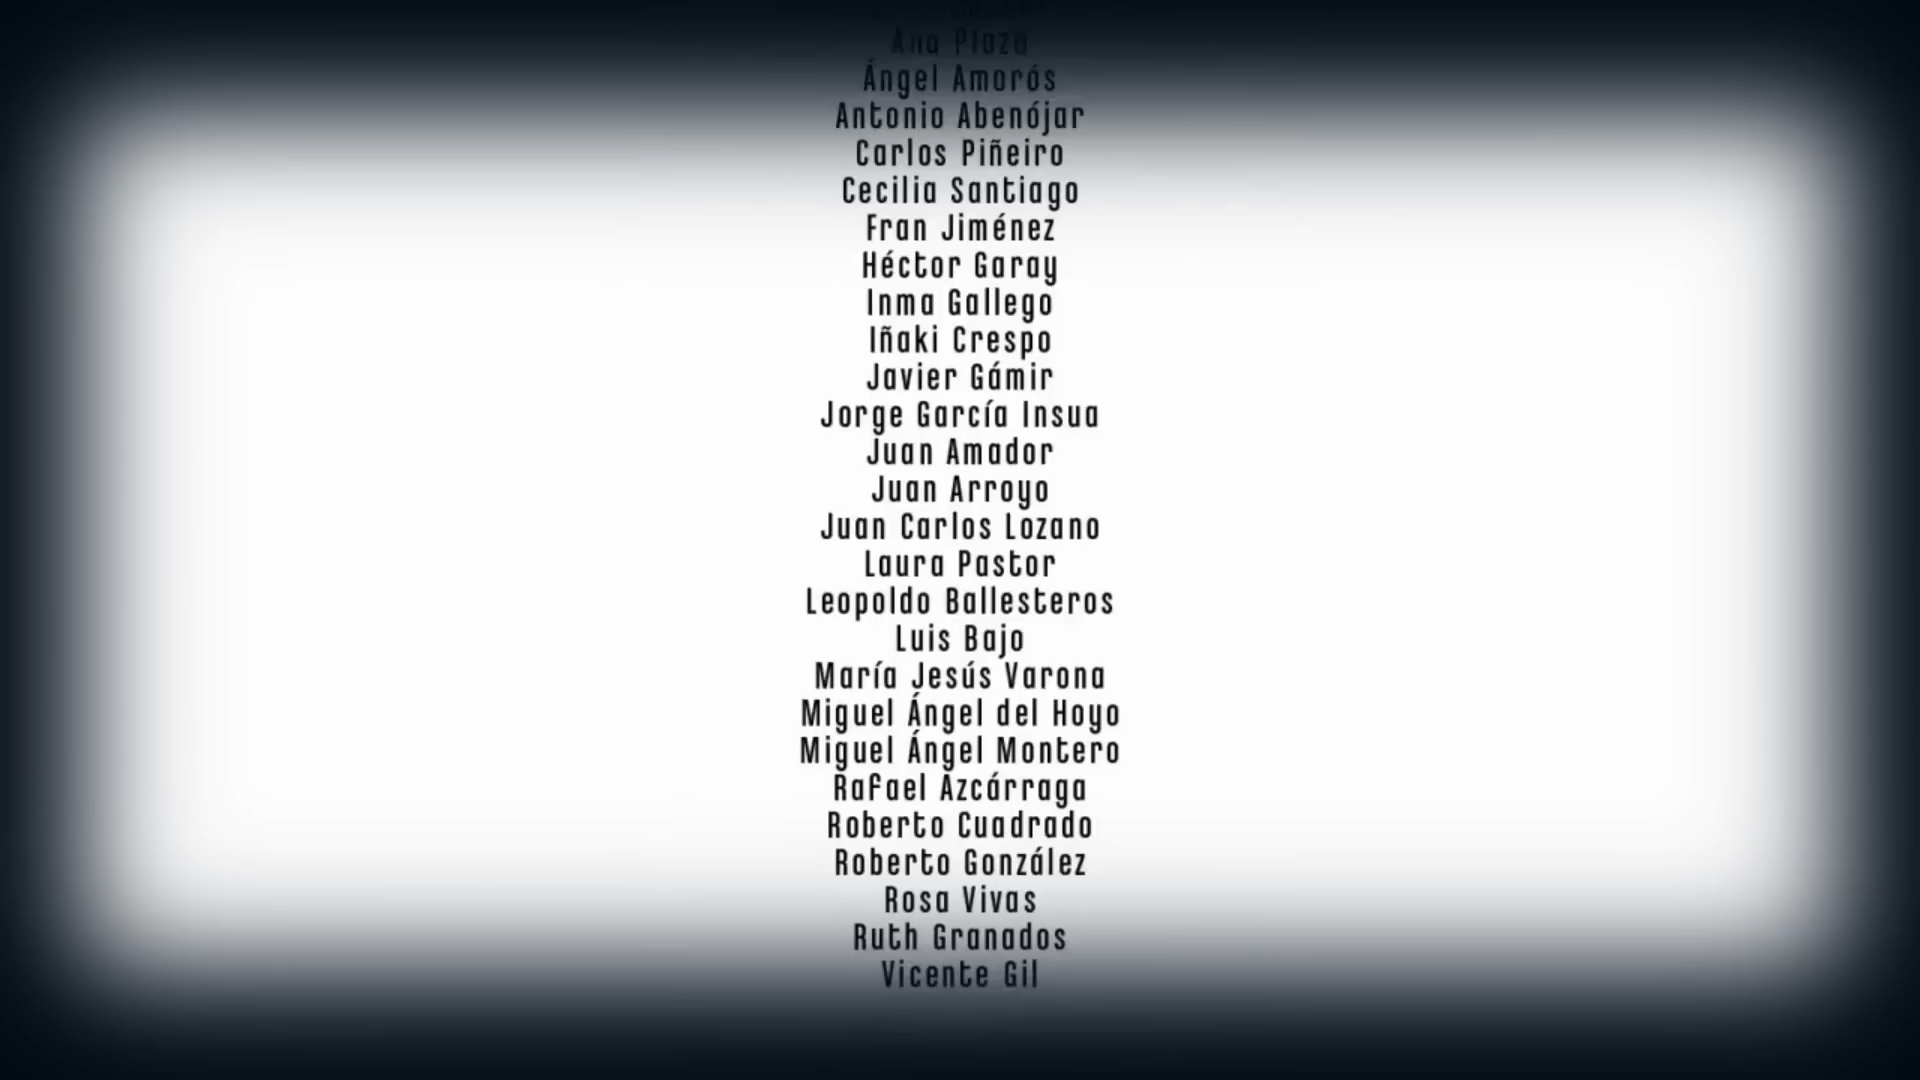 Ana Plaza
Ángel Amorós
Antonio Abenójar
Carlos Piñeiro
Cecilia Santiago
Fran Jiménez
Héctor Garay
Inma Gallego
Iñaki Crespo
Javier Gámir
Jorge García Insua
Juan Amador
Juan Arroyo
Juan Carlos Lozano
Laura Pastor
Leopoldo Ballesteros
Luis Bajo
María Jesús Varona
Miguel Ángel del Hoyo
Miguel Ángel Montero
Rafael Azcárraga
Roberto Cuadrado
Roberto González
Rosa Vivas
Ruth Granados
Vicente Gil